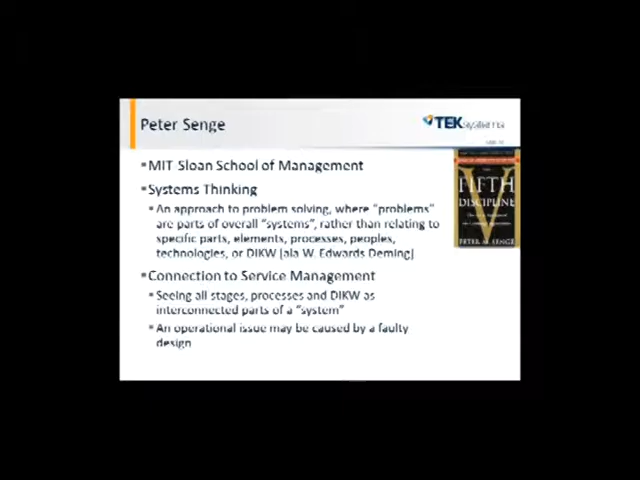 Peter Senge
TEKsystems
MIT Sloan School of Management
Systems Thinking
An approach to problem solving, where "problems"
are parts of overall "systems", rather than relating to
specific parts, elements, processes, peoples,
technologies, or DIKW [ala W. Edwards Deming]
Connection to Service Management
Seeing all stages, processes and DIKW as
interconnected parts of a "system"
An operational issue may be caused by a faulty
design
FIFTH
DISCIPLINE
PETER M. SENGE